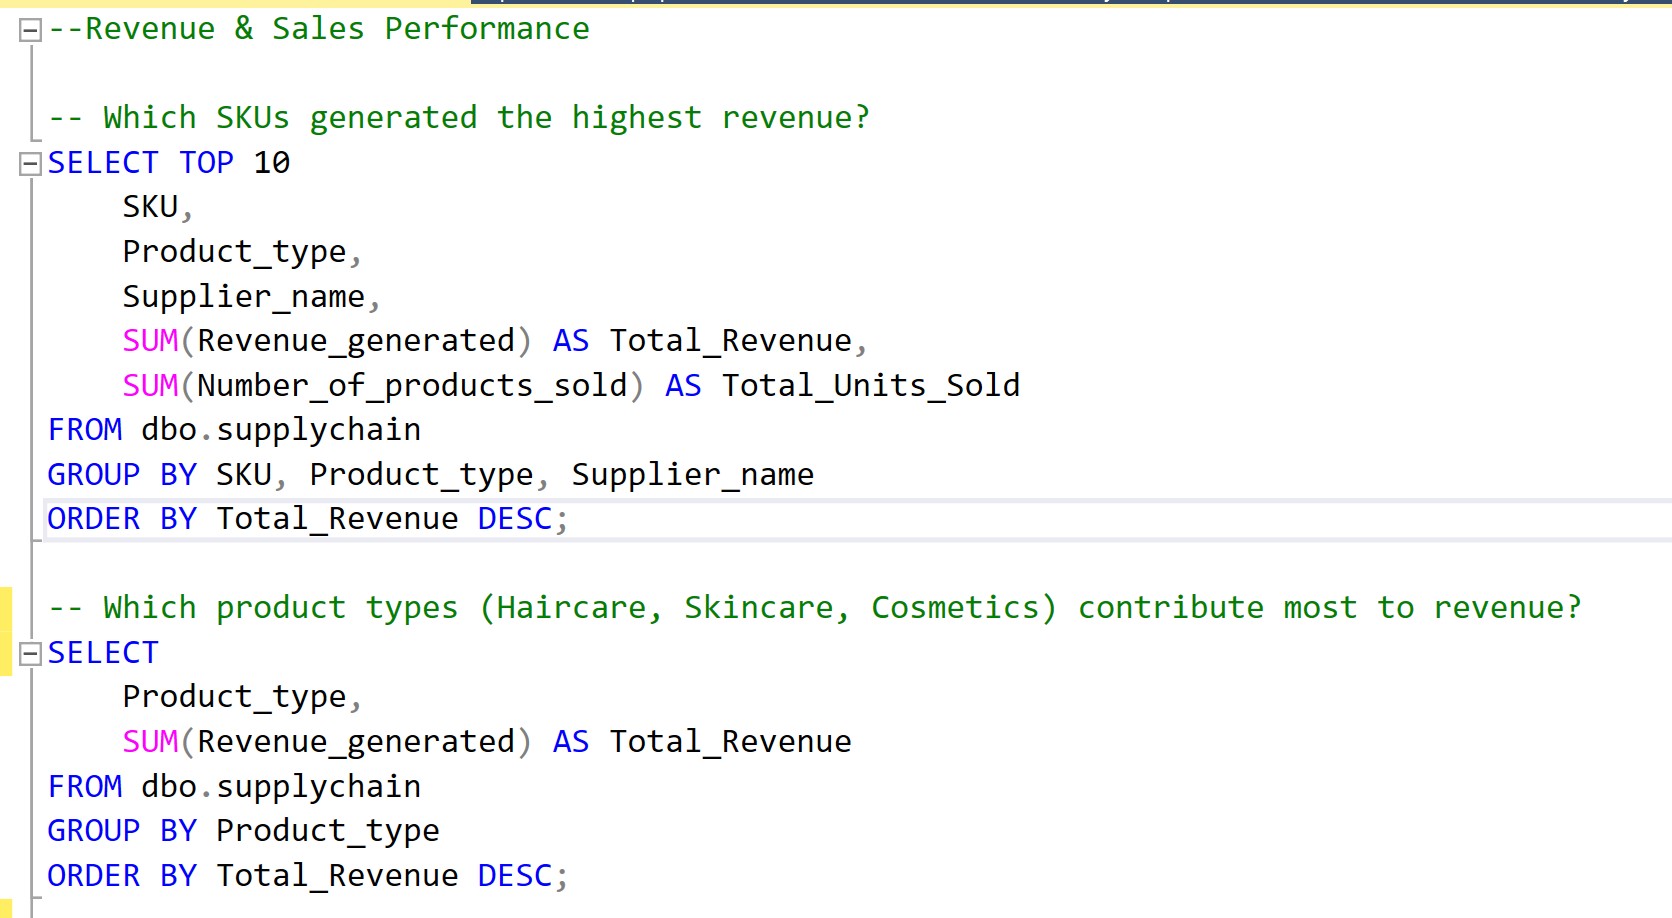 --Revenue & Sales Performance
-- Which SKUs generated the highest revenue?
SELECT TOP 10
SKU,
Product_type,
Supplier_name,
SUM(Revenue_generated) AS Total_Revenue,
SUM(Number_of_products_sold) AS Total_Units_Sold
FROM dbo.supplychain
GROUP BY SKU, Product_type, Supplier_name
ORDER BY Total_Revenue DESC;
-- Which product types (Haircare, Skincare, Cosmetics) contribute most to revenue?
SELECT
Product_type,
SUM(Revenue_generated) AS Total_Revenue
FROM dbo.supplychain
GROUP BY Product_type
ORDER BY Total_Revenue DESC;